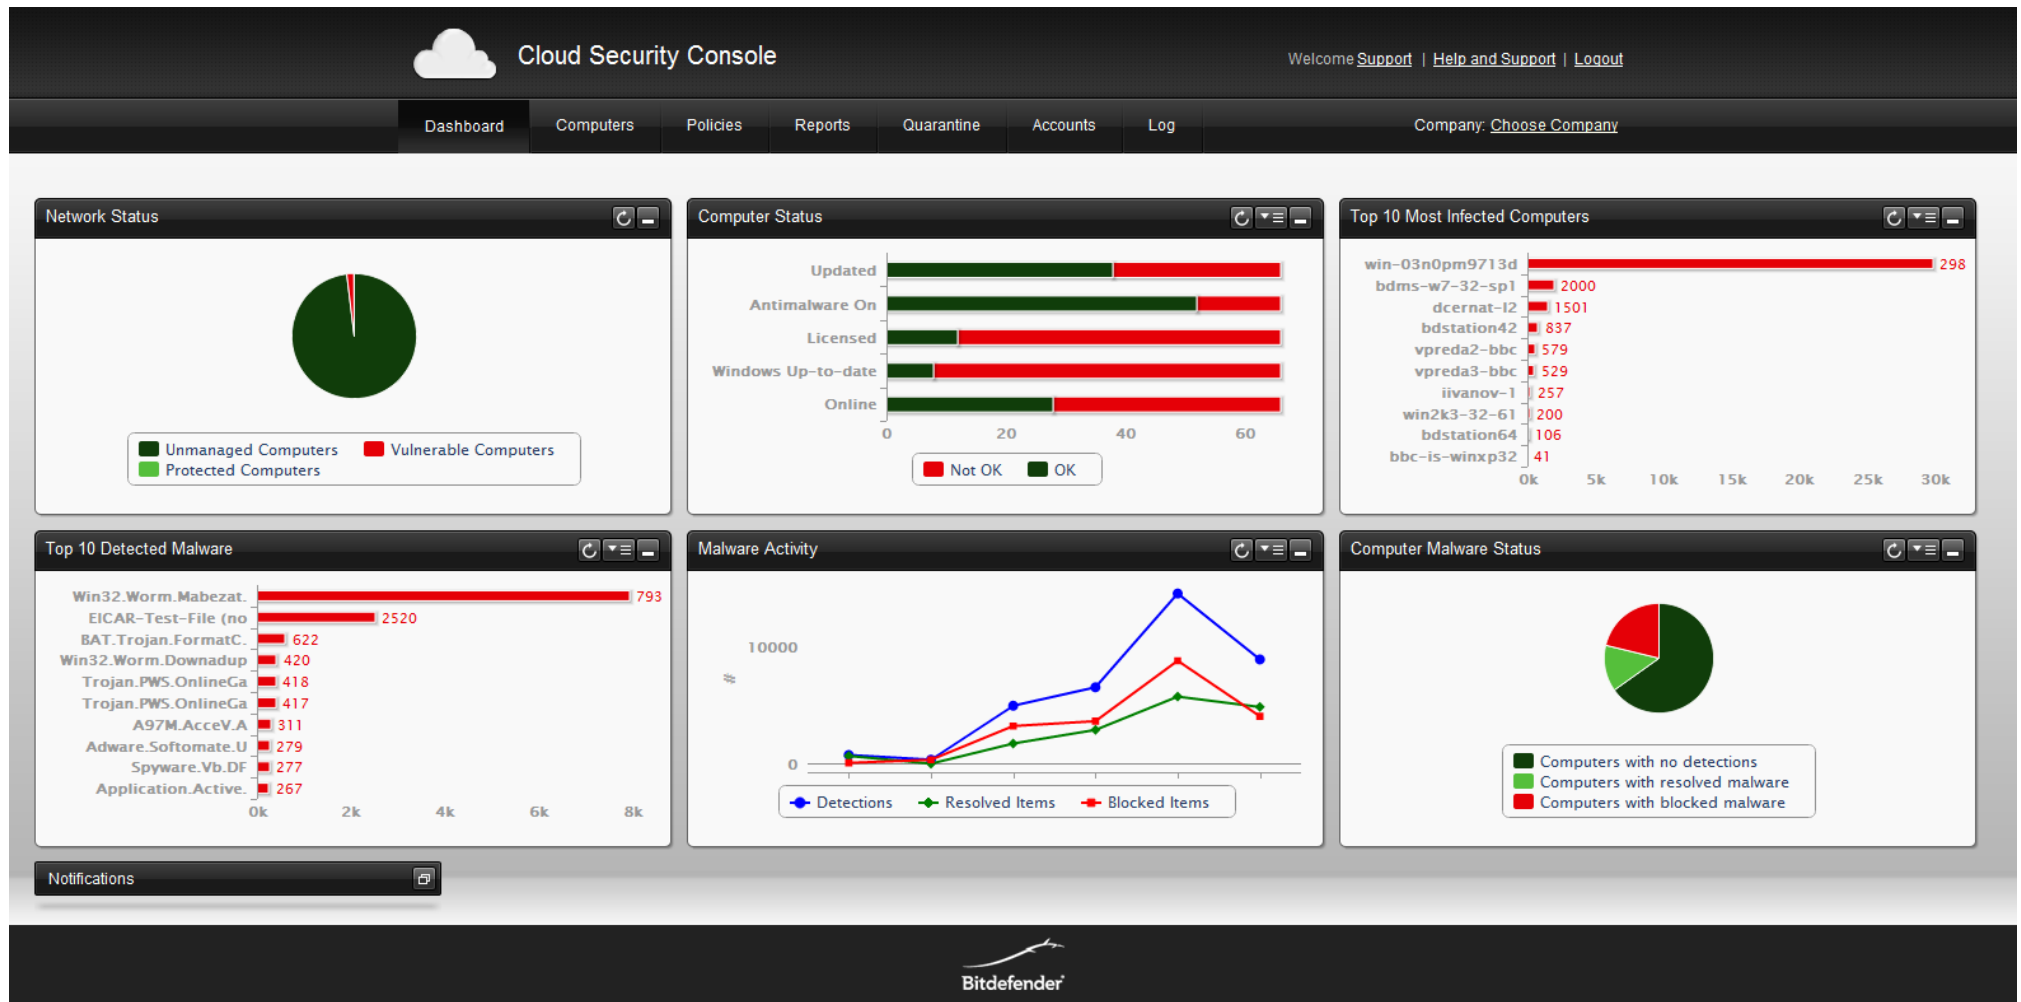 Cloud Security Console
Welcome Support | Help and Support | Logout
Dashboard Computers Policies Reports Quarantine Accounts Log Company: Choose Company
Network Status
Unmanaged Computers Vulnerable Computers
Protected Computers
Computer Status
Updated
Antimalware On
Licensed
Windows Up-to-date
Online
0 20 40 60
Not OK OK
Top 10 Most Infected Computers
win-03n0pm9713d 298
bdms-w7-32-sp1 2000
dcernat-l2 1501
bdstation42 837
vpreda2-bbc 579
vpreda3-bbc 529
iivanov-1 257
win2k3-32-61 200
bdstation64 106
bbc-is-winxp32 41
0k 5k 10k 15k 20k 25k 30k
Top 10 Detected Malware
Win32.Worm.Mabezat. 793
EICAR-Test-File (no 2520
BAT.Trojan.FormatC. 622
Win32.Worm.Downadup 420
Trojan.PWS.OnlineGa 418
Trojan.PWS.OnlineGa 417
A97M.AcceV.A 311
Adware.Softomate.U 279
Spyware.Vb.DF 277
Application.Active. 267
0k 2k 4k 6k 8k
Malware Activity
10000
#
0
Detections Resolved Items Blocked Items
Computer Malware Status
Computers with no detections
Computers with resolved malware
Computers with blocked malware
Notifications
Bitdefender